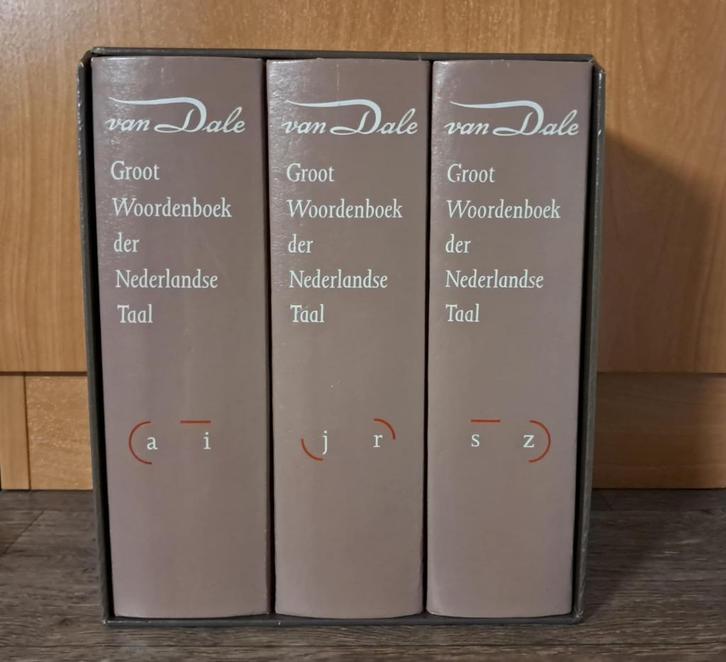 van Dale
Groot
Woordenboek
der
Nederlandse
Taal
a i
van Dale
Groot
Woordenboek
der
Nederlandse
Taal
j r
van Dale
Groot
Woordenboek
der
Nederlandse
Taal
s z